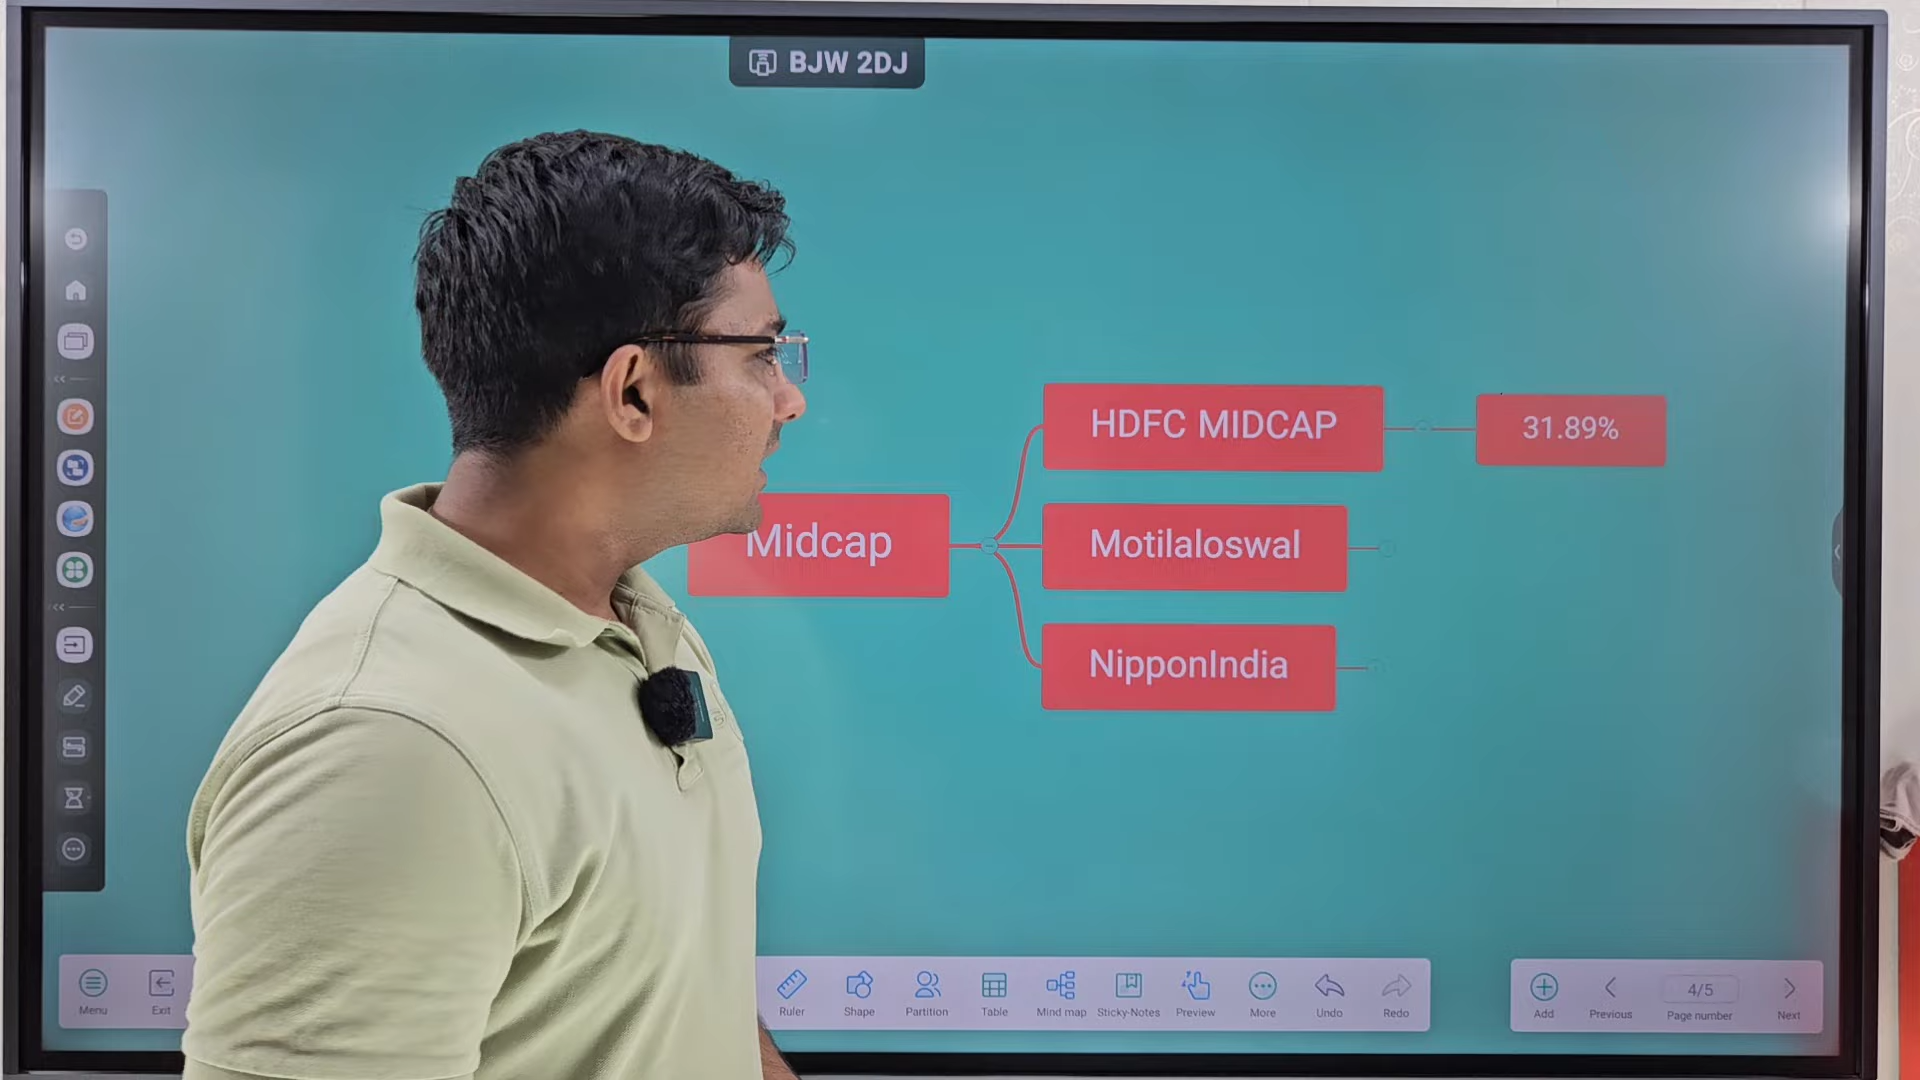 BJW 2DJ
HDFC MIDCAP
31.89%
Midcap
Motilaloswal
NipponIndia
Menu
Exit
Ruler
Shape
Partition
Table
Mind map
Sticky-Notes
Preview
More
Undo
Redo
Add
Previous
4/5
Page number
Next